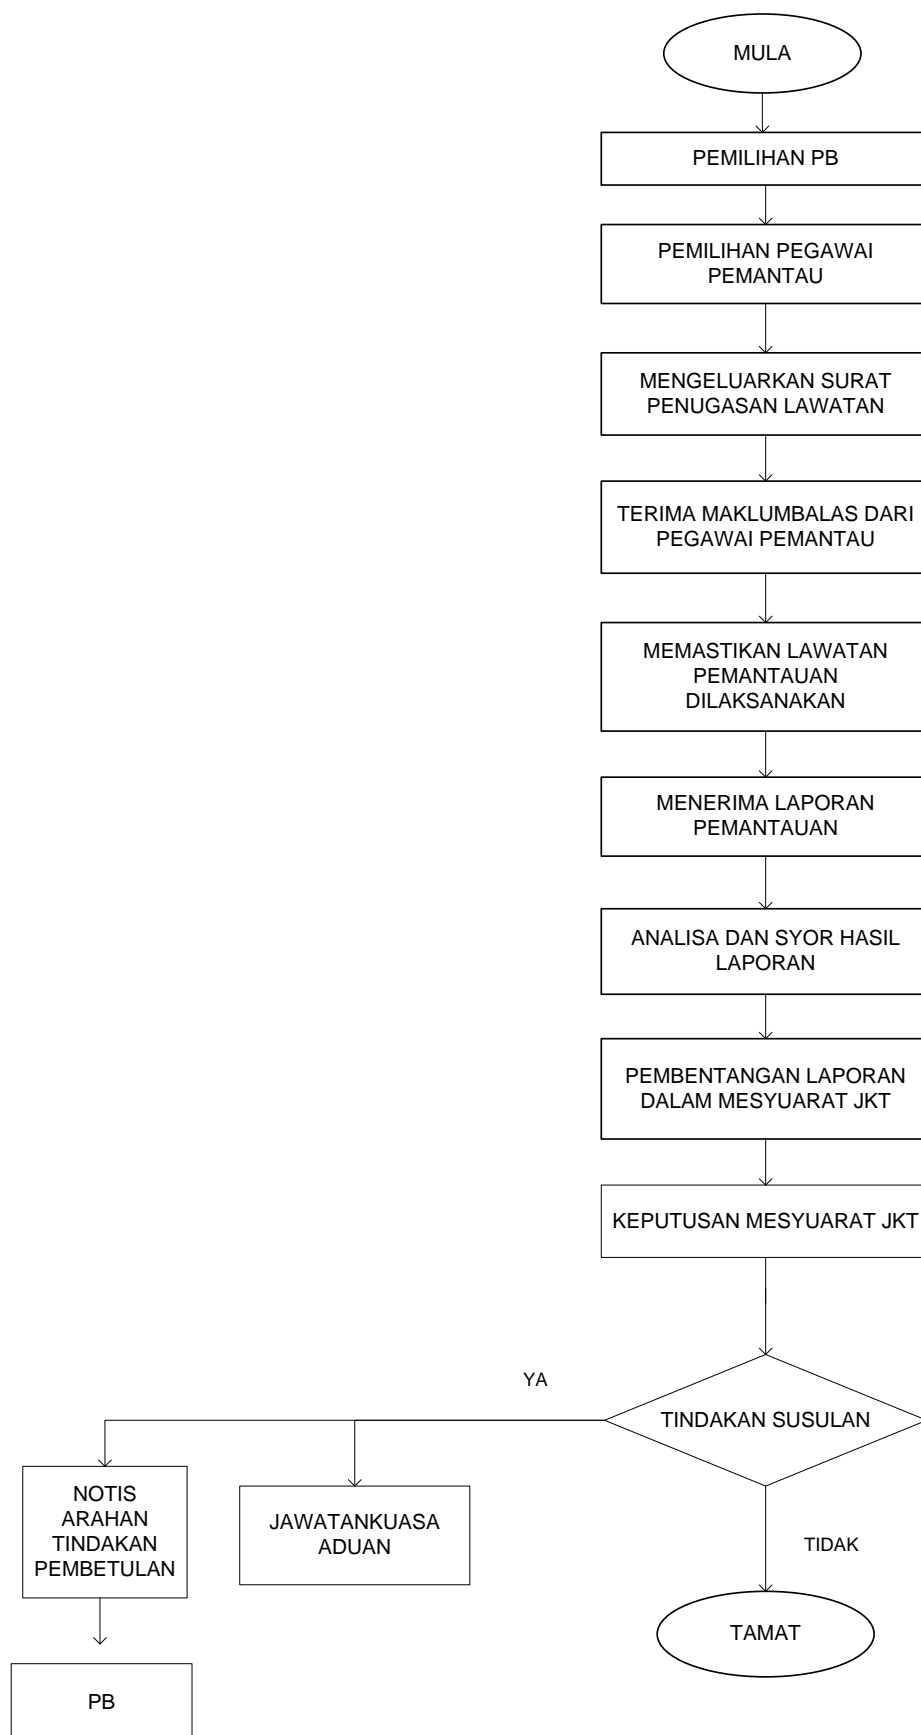 MULA
PEMILIHAN PB
PEMILIHAN PEGAWAI
PEMANTAU
MENGELUARKAN SURAT
PENUGASAN LAWATAN
TERIMA MAKLUMBALAS DARI
PEGAWAI PEMANTAU
MEMASTIKAN LAWATAN
PEMANTAUAN
DILAKSANAKAN
MENERIMA LAPORAN
PEMANTAUAN
ANALISA DAN SYOR HASIL
LAPORAN
PEMBENTANGAN LAPORAN
DALAM MESYUARAT JKT
KEPUTUSAN MESYUARAT JKT
TINDAKAN SUSULAN
YA
NOTIS
ARAHAN
TINDAKAN
PEMBETULAN
JAWATANKUASA
ADUAN
TIDAK
TAMAT
PB